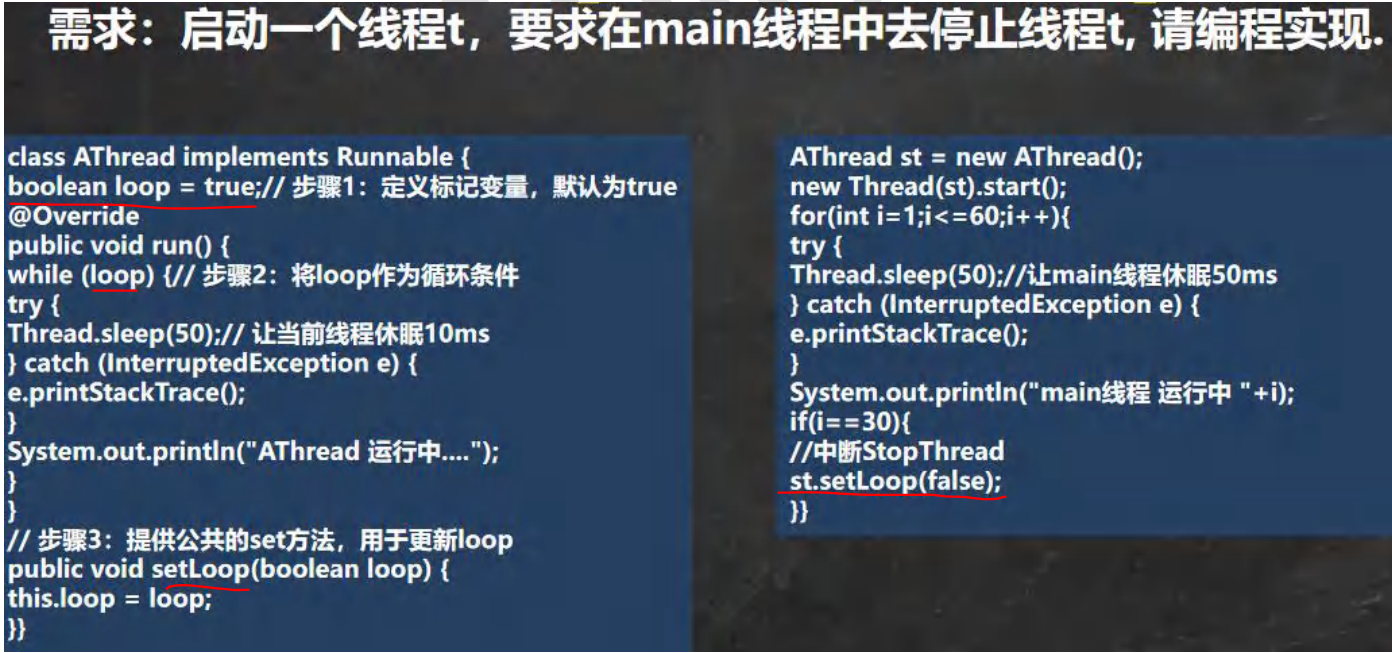 需求：启动一个线程t，要求在main线程中去停止线程t, 请编程实现.
class AThread implements Runnable {
boolean loop = true;// 步骤1：定义标记变量，默认为true
@Override
public void run() {
while (loop) {// 步骤2：将loop作为循环条件
try {
Thread.sleep(50);// 让当前线程休眠10ms
} catch (InterruptedException e) {
e.printStackTrace();
}
System.out.println("AThread 运行中....");
}
}
// 步骤3：提供公共的set方法，用于更新loop
public void setLoop(boolean loop) {
this.loop = loop;
}}
AThread st = new AThread();
new Thread(st).start();
for(int i=1;i<=60;i++){
try {
Thread.sleep(50);//让main线程休眠50ms
} catch (InterruptedException e) {
e.printStackTrace();
}
System.out.println("main线程 运行中 "+i);
if(i==30){
//中断StopThread
st.setLoop(false);
}}